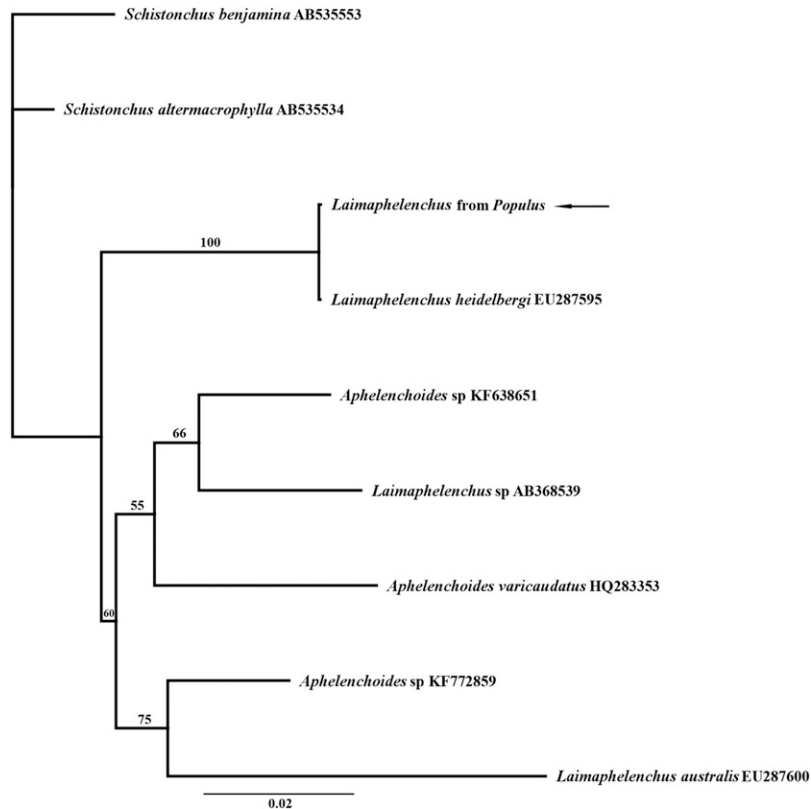 Schistonchus benjamina AB535553
Schistonchus altermacrophylla AB535534
Laimaphelenchus from Populus
100
Laimaphelenchus heidelbergi EU287595
Aphelenchoides sp KF638651
66
Laimaphelenchus sp AB368539
55
Aphelenchoides varicaudatus HQ283353
60
Aphelenchoides sp KF772859
75
Laimaphelenchus australis EU287600
0.02